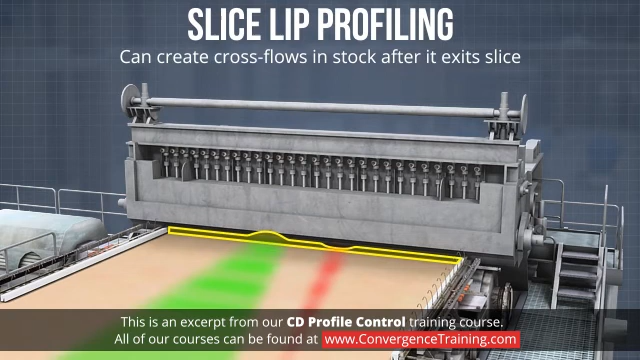 SLICE LIP PROFILING
Can create cross-flows in stock after it exits slice
This is an excerpt from our CD Profile Control training course.
All of our courses can be found at www.ConvergenceTraining.com